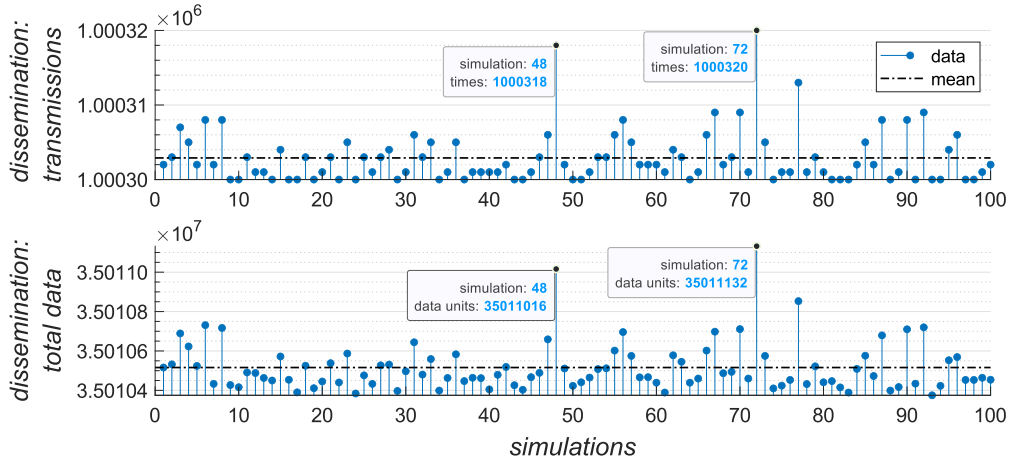 ×10^6
dissemination:
transmissions
1.00032
1.00031
1.00030
simulation: 48
times: 1000318
simulation: 72
times: 1000320
data
mean
0 10 20 30 40 50 60 70 80 90 100
×10^7
dissemination:
total data
3.50110
3.50108
3.50106
3.50104
simulation: 48
data units: 35011016
simulation: 72
data units: 35011132
0 10 20 30 40 50 60 70 80 90 100
simulations